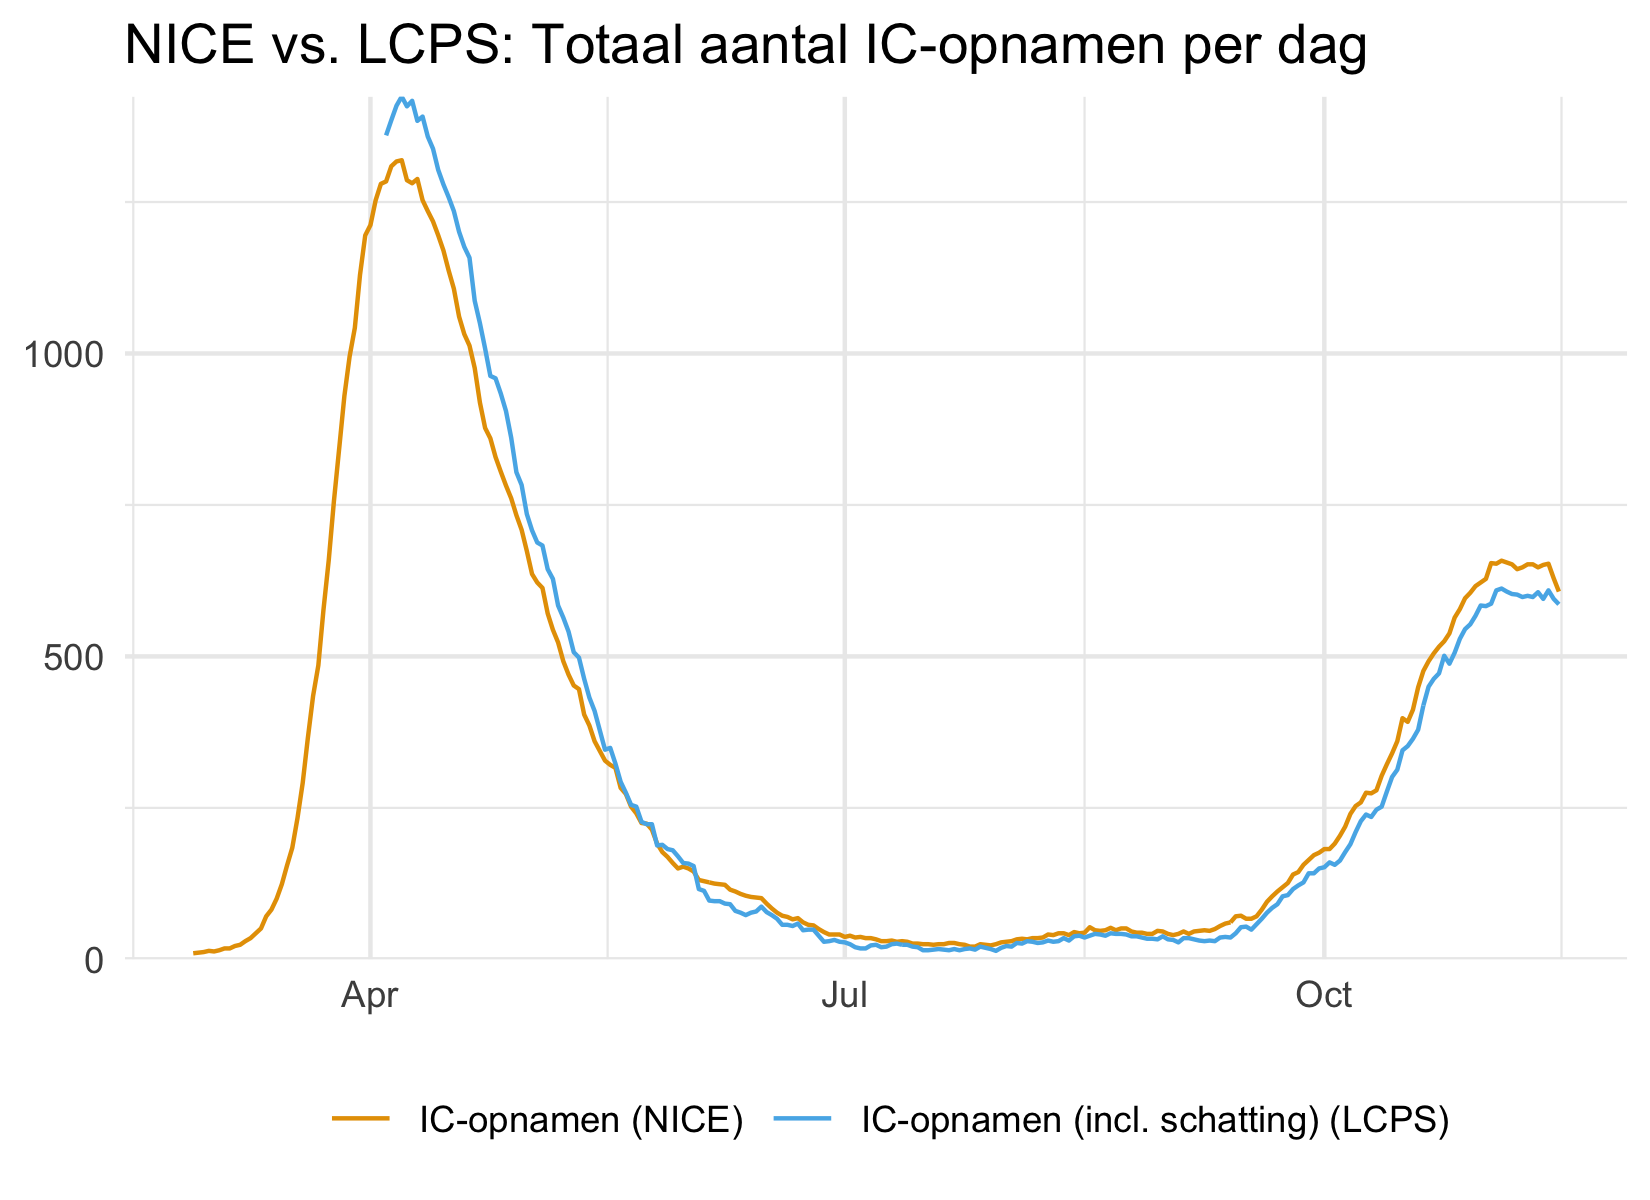 NICE vs. LCPS: Totaal aantal IC-opnamen per dag
1000
500
0
Apr Jul Oct
IC-opnamen (NICE) IC-opnamen (incl. schatting) (LCPS)